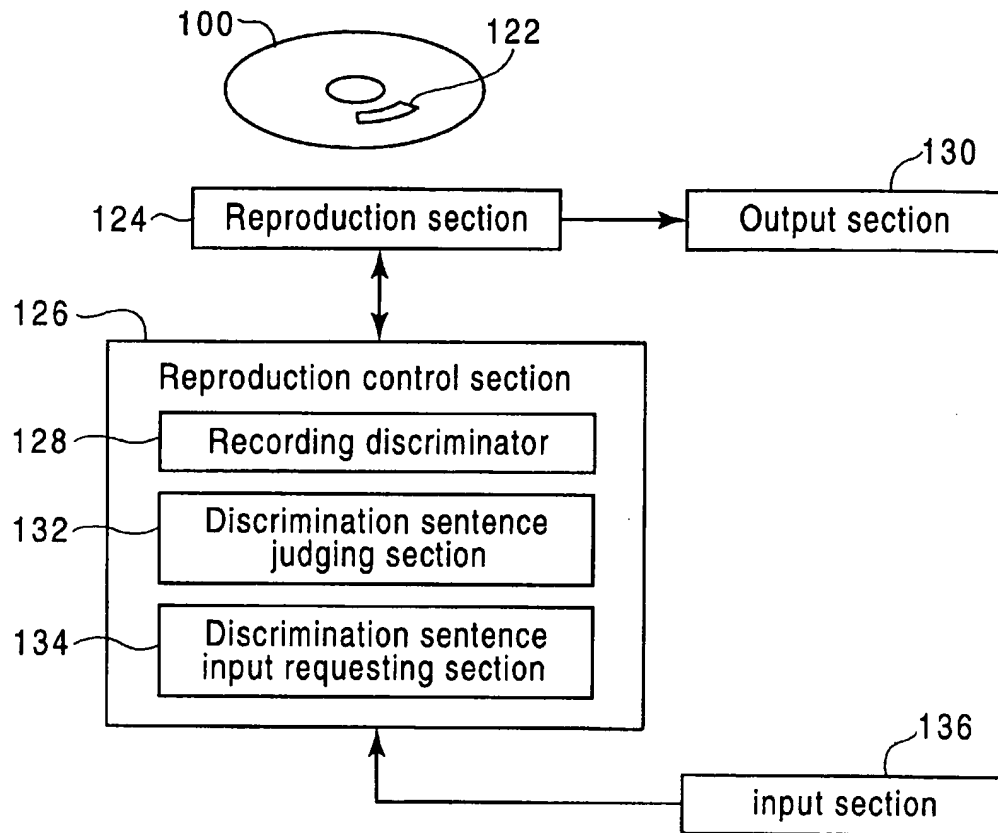 100
122
130
124
Reproduction section
Output section
126
Reproduction control section
128
Recording discriminator
132
Discrimination sentence
judging section
134
Discrimination sentence
input requesting section
136
input section